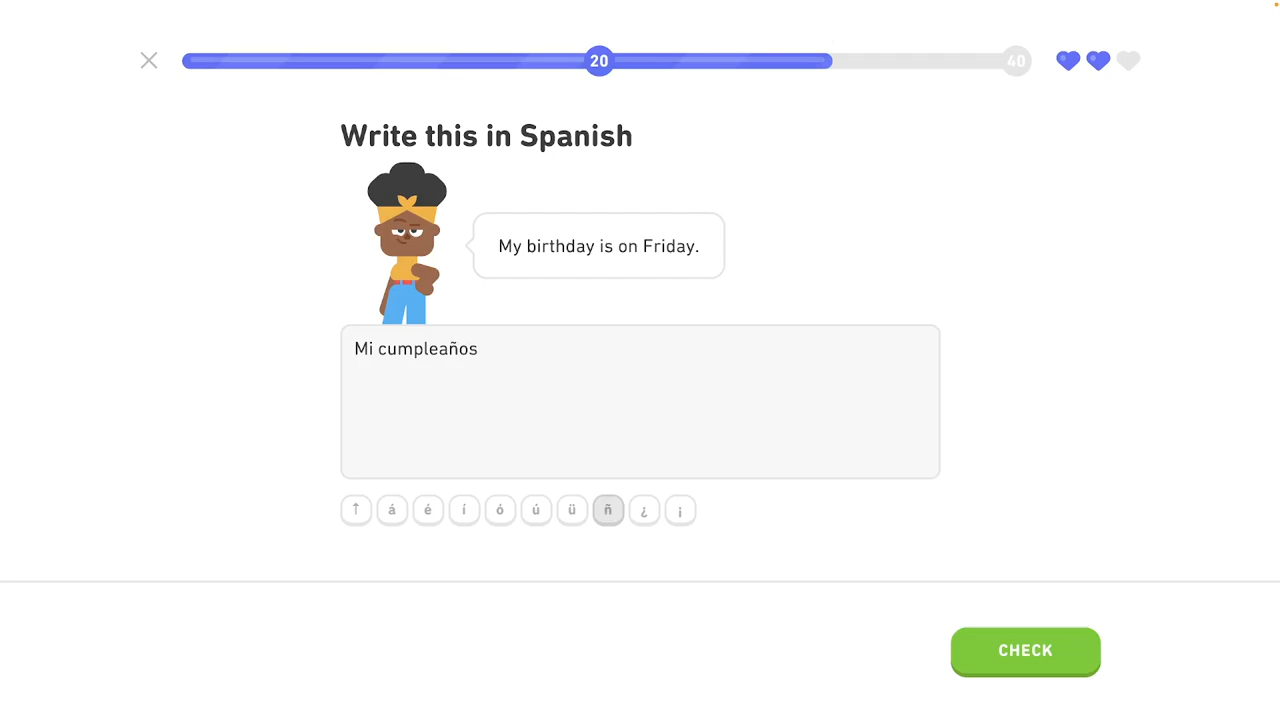 20
40
Write this in Spanish
My birthday is on Friday.
Mi cumpleaños
↑ á é í ó ú ü ñ ¿ ¡
CHECK